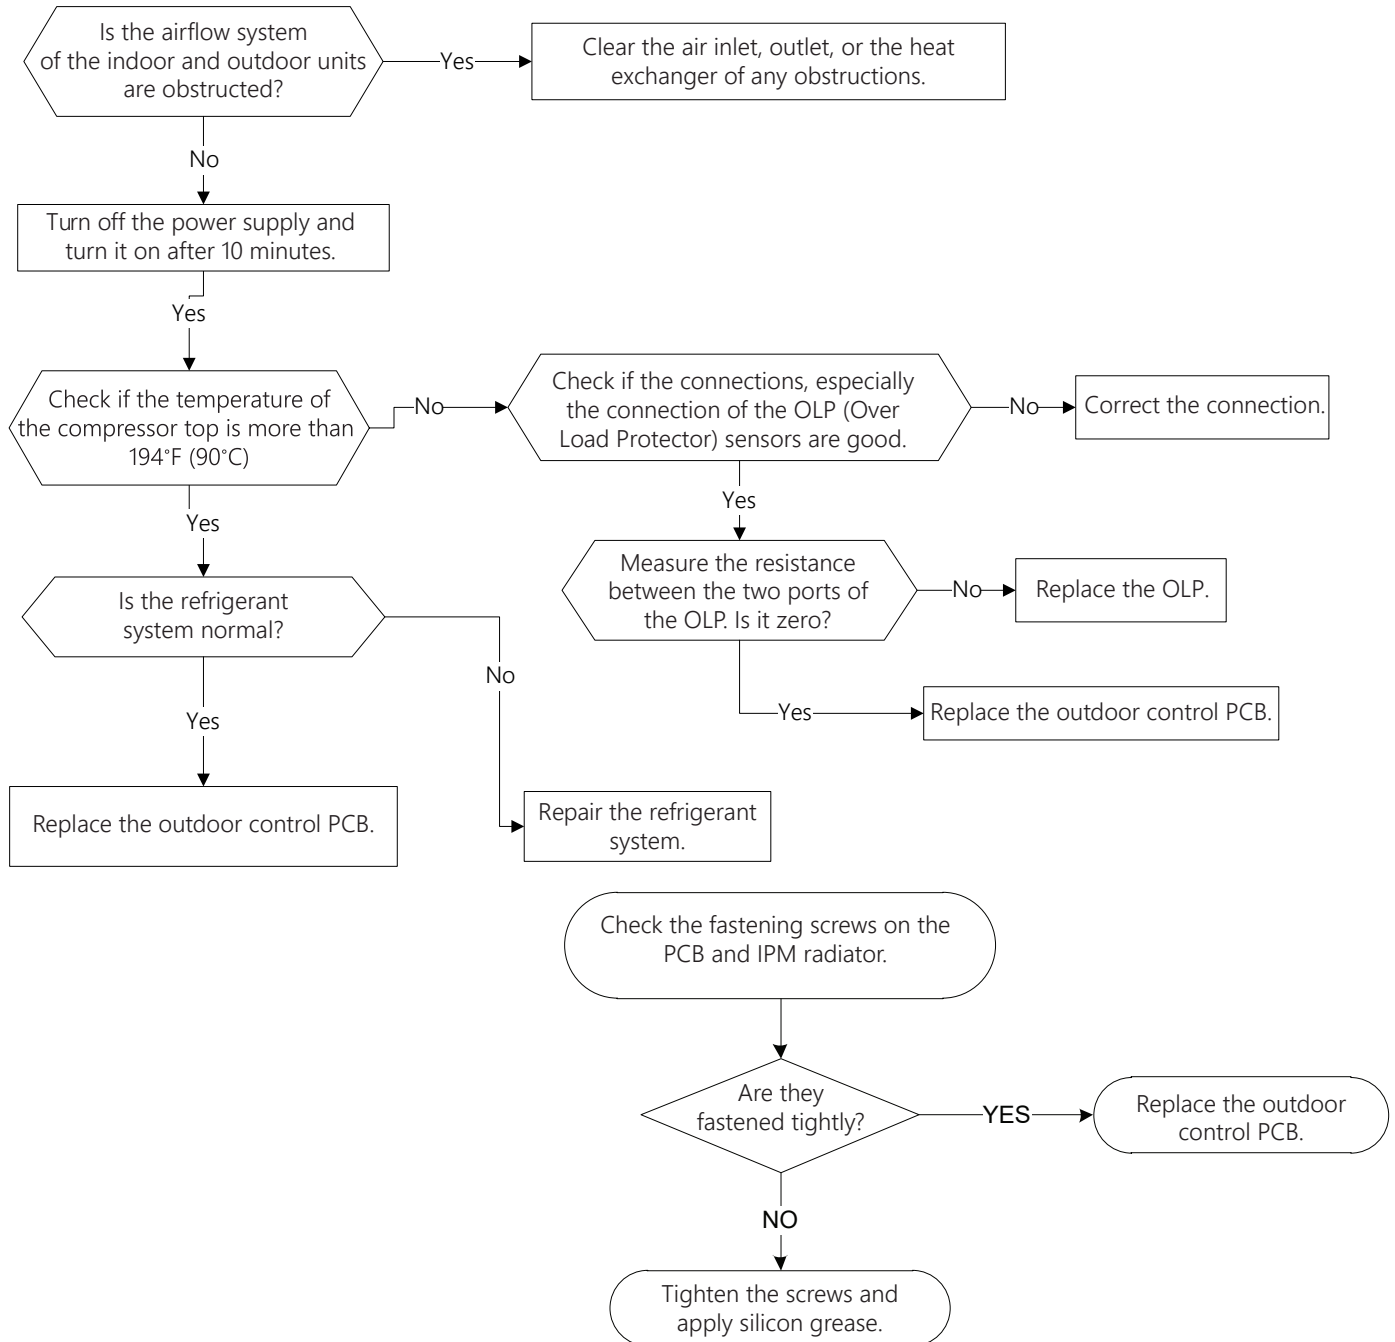 Is the airflow system
of the indoor and outdoor units
are obstructed?
Yes
Clear the air inlet, outlet, or the heat
exchanger of any obstructions.
No
Turn off the power supply and
turn it on after 10 minutes.
Yes
Check if the temperature of
the compressor top is more than
194°F (90°C)
No
Check if the connections, especially
the connection of the OLP (Over
Load Protector) sensors are good.
No
Correct the connection.
Yes
Yes
Measure the resistance
between the two ports of
the OLP. Is it zero?
No
Replace the OLP.
Is the refrigerant
system normal?
No
Yes
Yes
Replace the outdoor control PCB.
Replace the outdoor control PCB.
Repair the refrigerant
system.
Check the fastening screws on the
PCB and IPM radiator.
Are they
fastened tightly?
YES
Replace the outdoor
control PCB.
NO
Tighten the screws and
apply silicon grease.